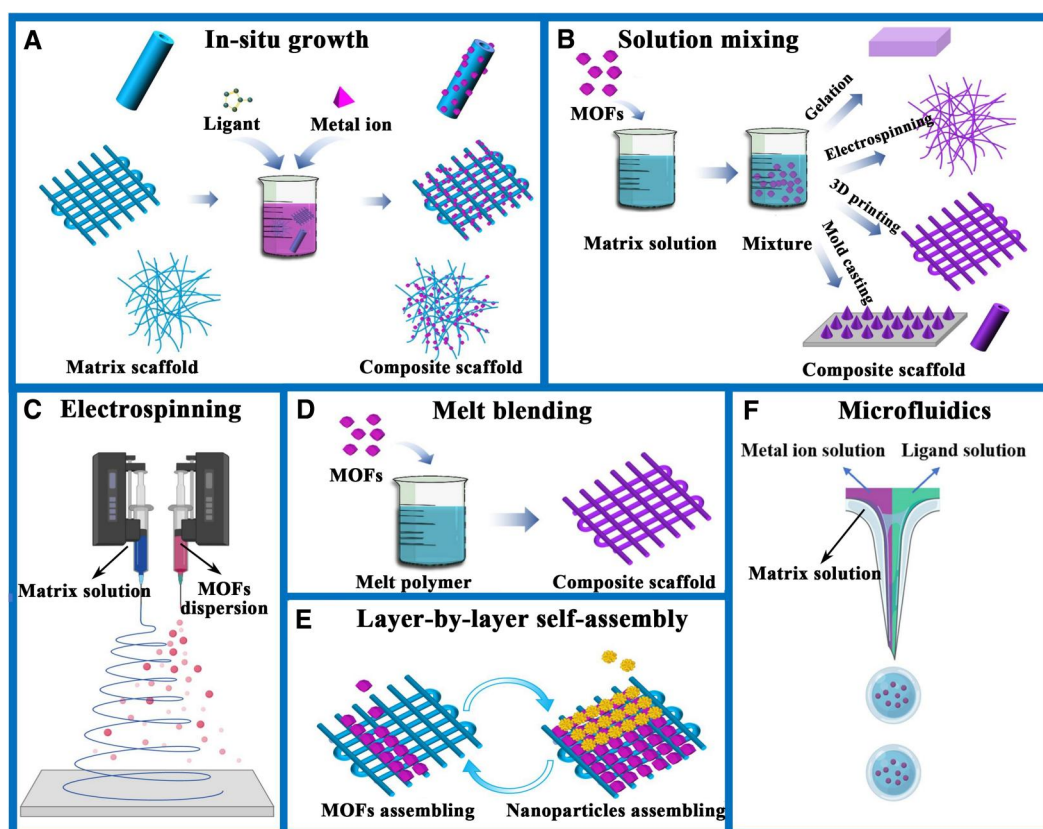 A
In-situ growth
Ligant
Metal ion
Matrix scaffold
Composite scaffold
B
Solution mixing
MOFs
Matrix solution
Mixture
Gelation
Electrospinning
3D printing
Mold casting
Composite scaffold
C
Electrospinning
Matrix solution
MOFs
dispersion
D
Melt blending
MOFs
Melt polymer
Composite scaffold
E
Layer-by-layer self-assembly
MOFs assembling
Nanoparticles assembling
F
Microfluidics
Metal ion solution
Ligand solution
Matrix solution